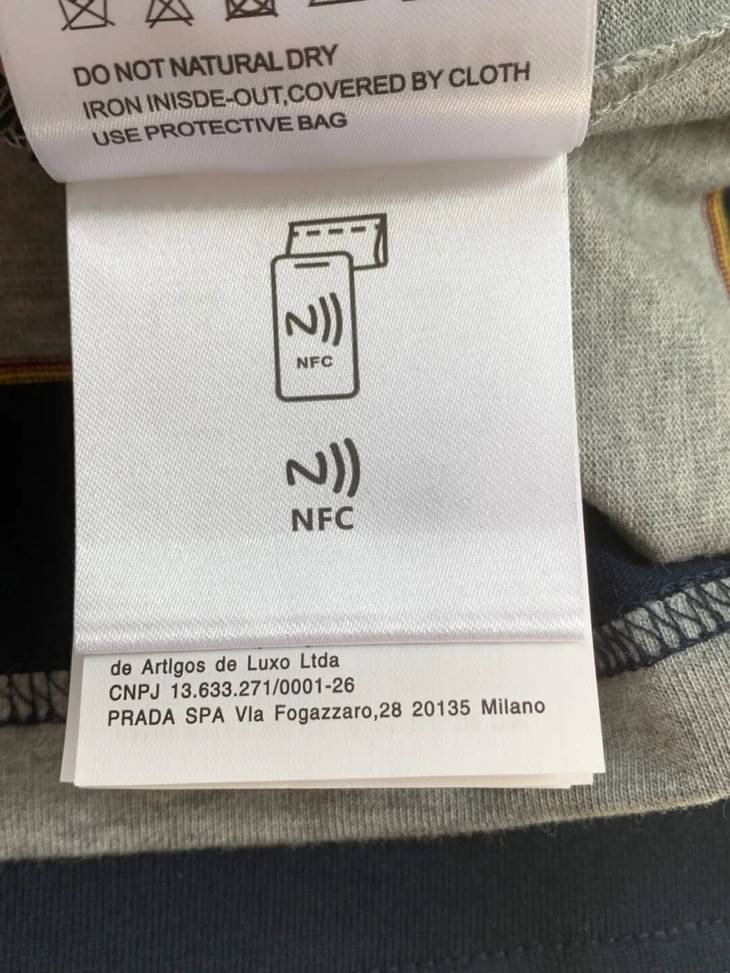 DO NOT NATURAL DRY
IRON INISDE-OUT,COVERED BY CLOTH
USE PROTECTIVE BAG
NFC
NFC
de ArtIgos de Luxo Ltda
CNPJ 13.633.271/0001-26
PRADA SPA VIa Fogazzaro,28 20135 Milano